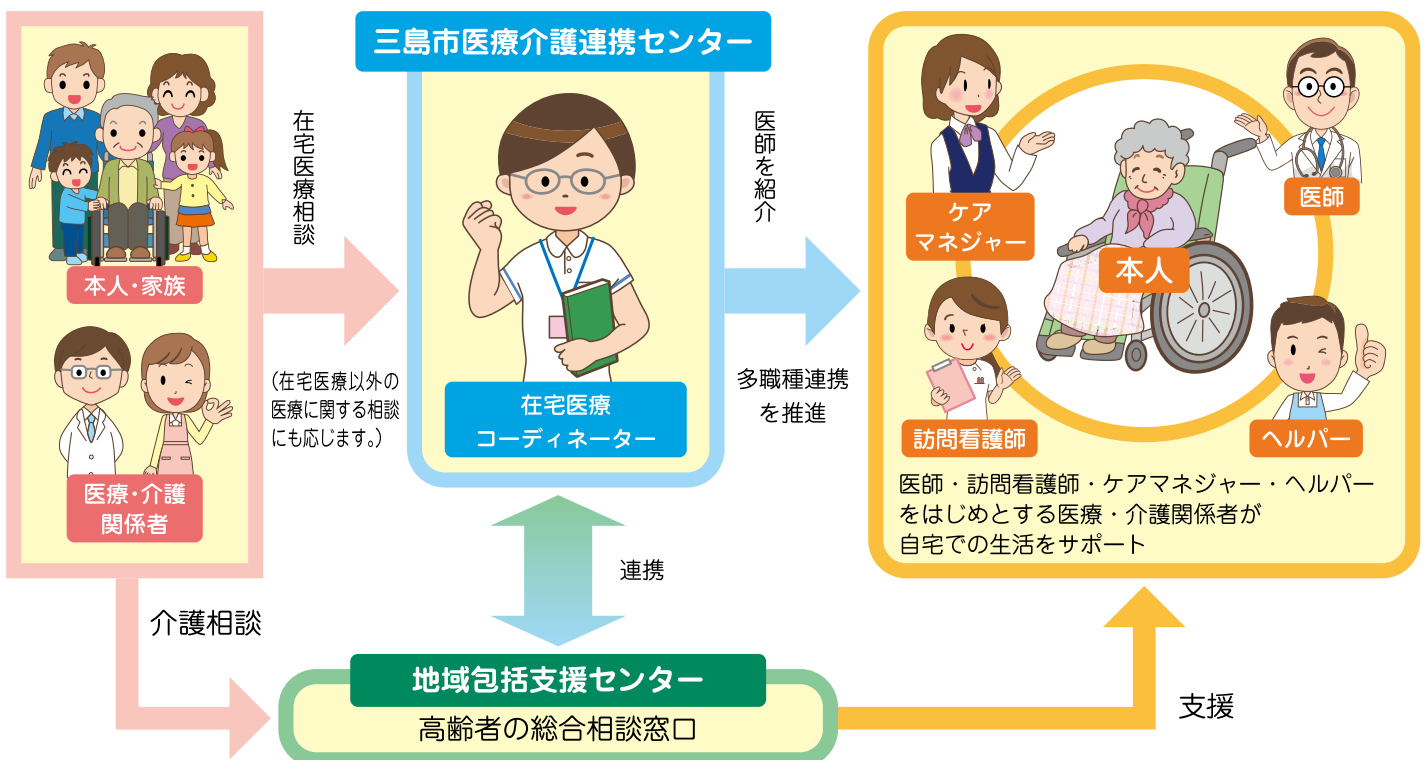 本人・家族
医療・介護
関係者
在宅医療相談
（在宅医療以外の
医療に関する相談
にも応じます。）
三島市医療介護連携センター
在宅医療
コーディネーター
医師を紹介
多職種連携
を推進
ケア
マネジャー
医師
本人
訪問看護師
ヘルパー
医師・訪問看護師・ケアマネジャー・ヘルパー
をはじめとする医療・介護関係者が
自宅での生活をサポート
連携
介護相談
地域包括支援センター
高齢者の総合相談窓口
支援